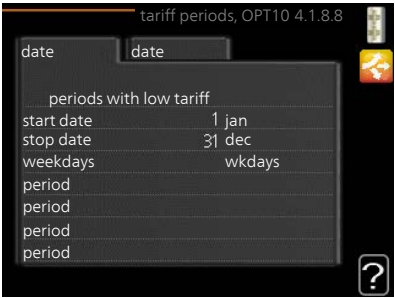 tariff periods, OPT10 4.1.8.8
date date
periods with low tariff
start date 1 jan
stop date 31 dec
weekdays wkdays
period
period
period
period
?